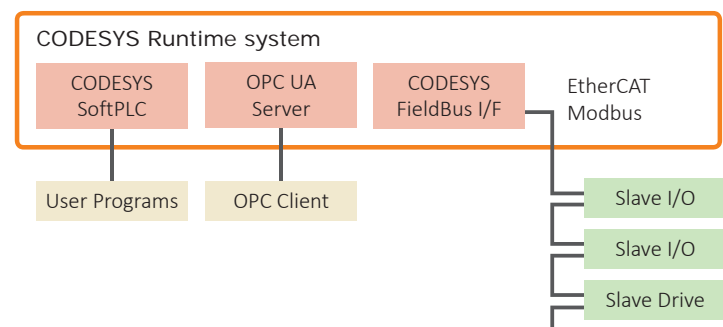 CODESYS Runtime system
CODESYS
SoftPLC
OPC UA
Server
CODESYS
FieldBus I/F
EtherCAT
Modbus
User Programs
OPC Client
Slave I/O
Slave I/O
Slave Drive